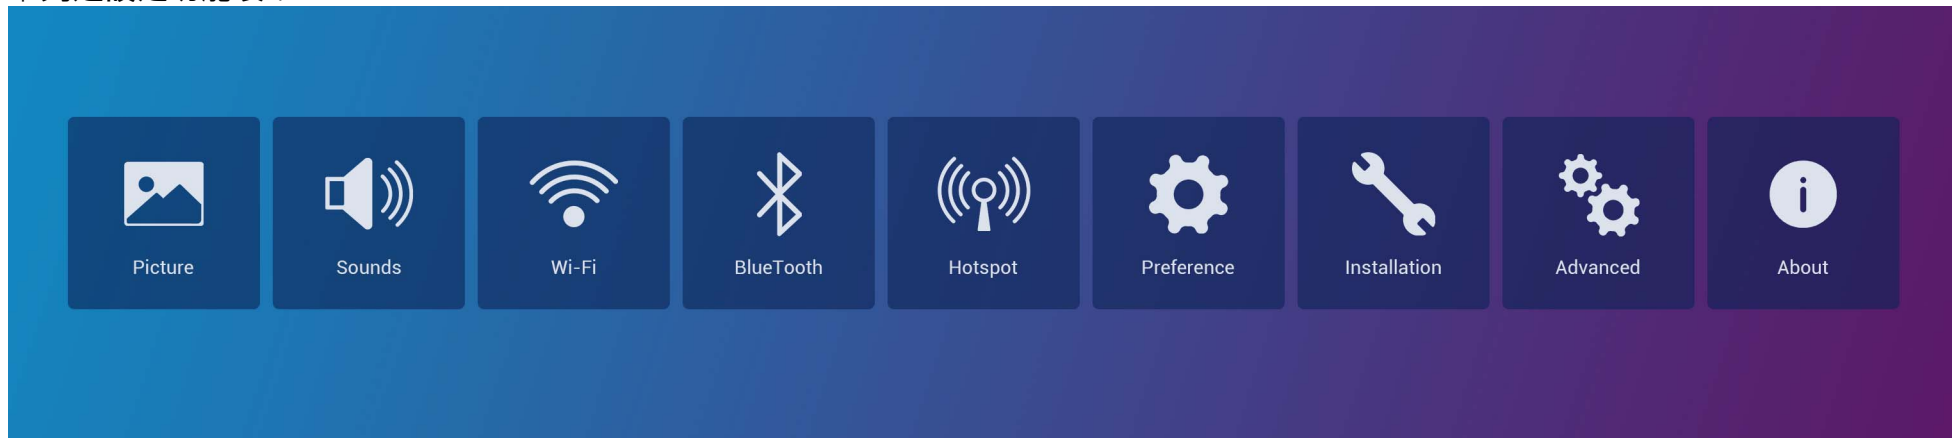 Picture
Sounds
Wi-Fi
BlueTooth
Hotspot
Preference
Installation
Advanced
About